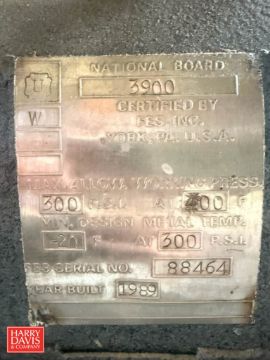 U
NATIONAL BOARD
3900
W
CERTIFIED BY
FES, INC.
YORK, PA. U.S.A.
MAX. ALLOW. WORKING PRESS.
300 P.S.I. AT 200 F
MIN. DESIGN METAL TEMP.
-20 F AT 300 P.S.I.
FES SERIAL NO. 88464
YEAR BUILT 1989
HARRY
DAVIS
& COMPANY